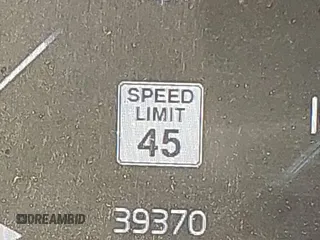 SPEED
LIMIT
45
39370
DREAMBID